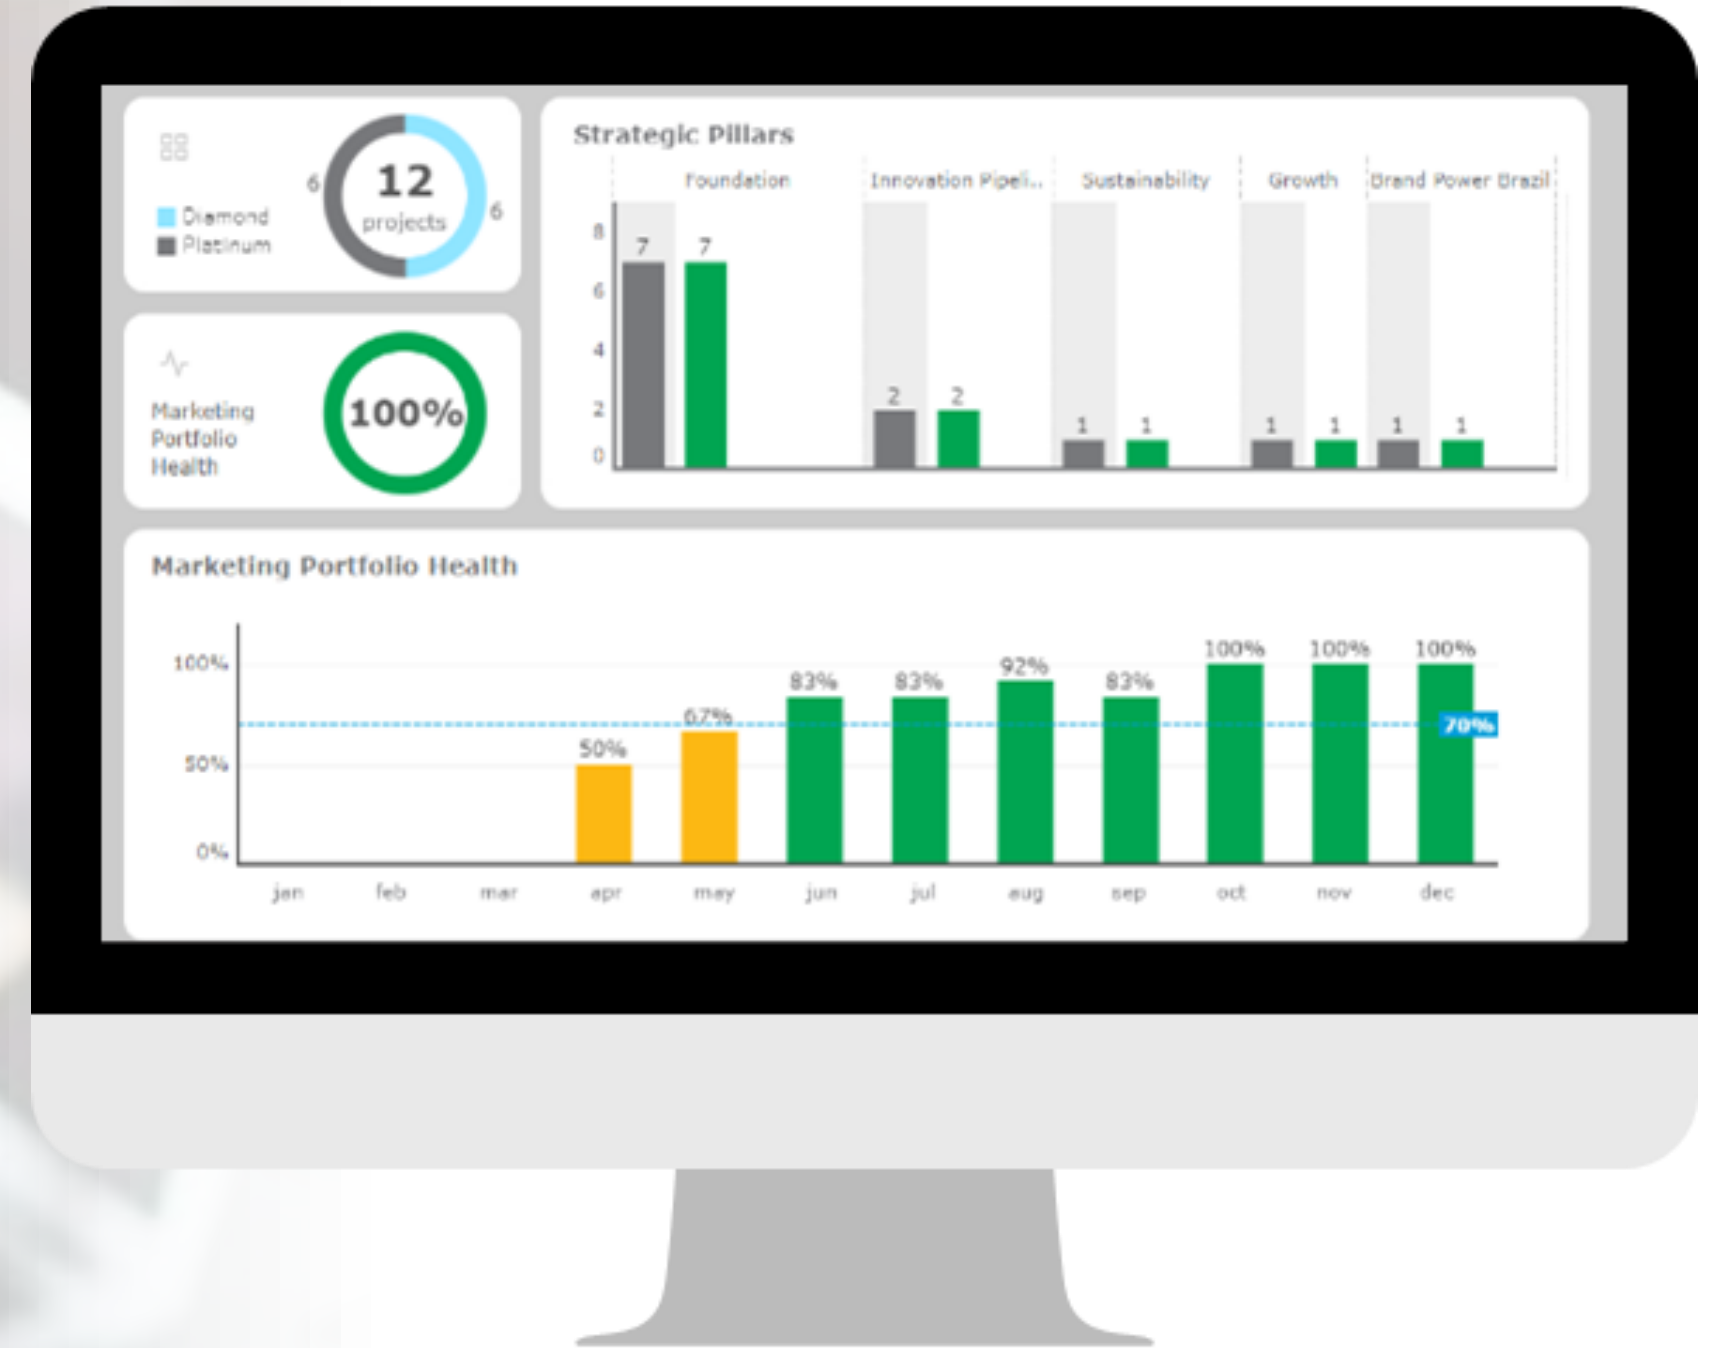 12
projects
6
6
Diamond
Platinum
Marketing
Portfolio
Health
100%
Strategic Pillars
Foundation Innovation Pipeli.. Sustainability Growth Brand Power Brazil
8
6
4
2
0
7 7 2 2 1 1 1 1 1 1
Marketing Portfolio Health
100%
50%
0%
50% 67% 83% 83% 92% 83% 100% 100% 100%
70%
jan feb mar apr may jun jul aug sep oct nov dec